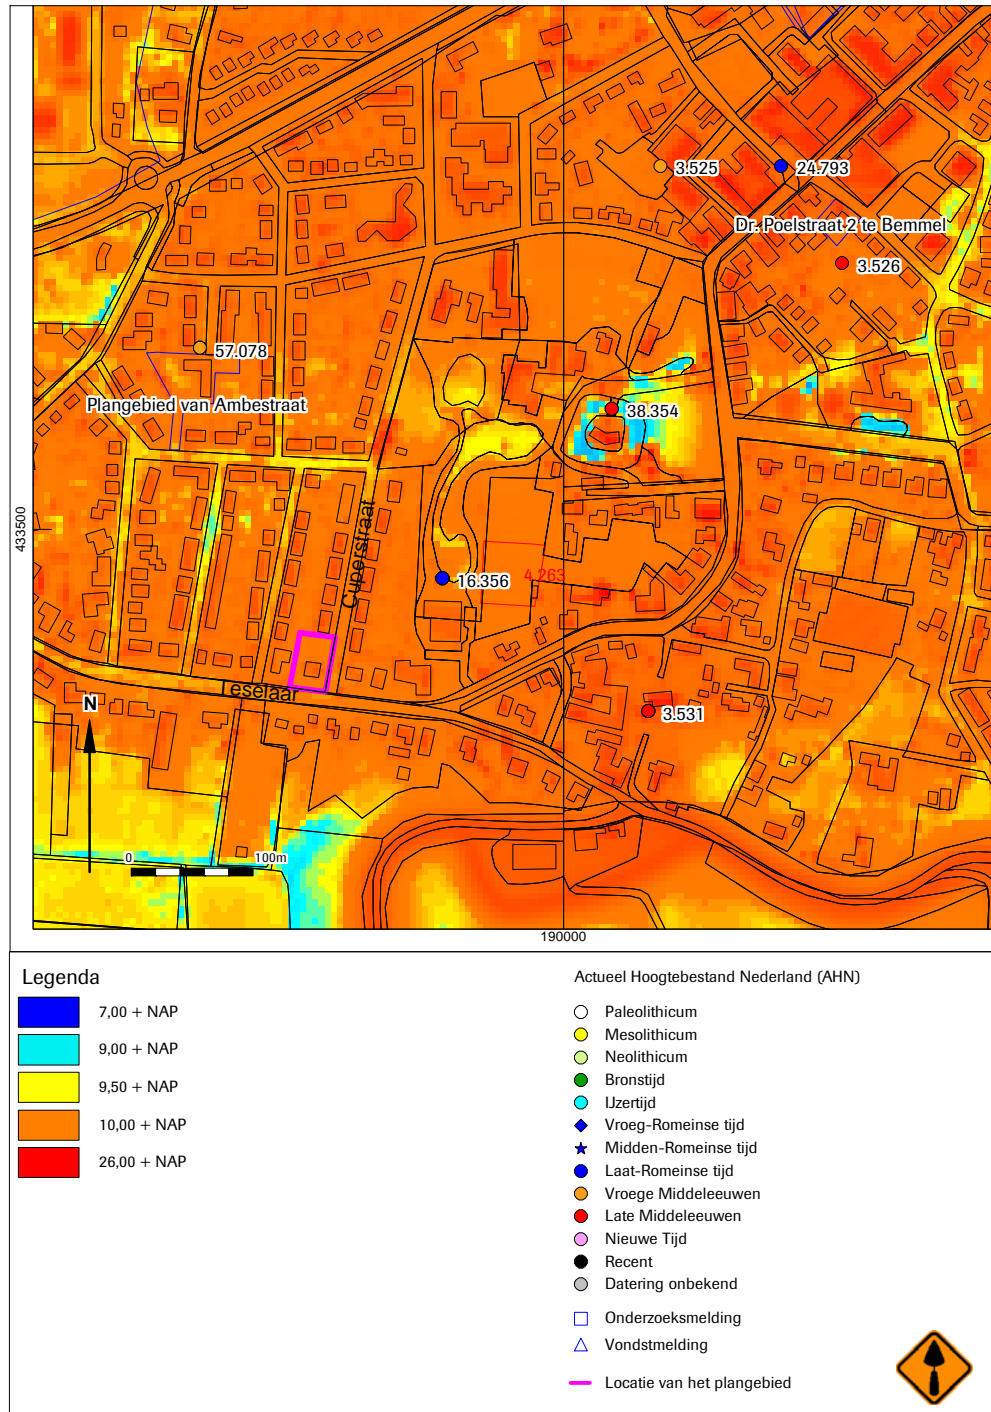 3.525
24.793
Dr. Poelstraat 2 te Bemmel
3.526
57.078
Plangebied van Ambestraat
38.354
433500
Cuperstraat
16.356
4.263
Teselaar
N
3.531
0
100m
190000
Legenda
7,00 + NAP
9,00 + NAP
9,50 + NAP
10,00 + NAP
26,00 + NAP
Actueel Hoogtebestand Nederland (AHN)
Paleolithicum
Mesolithicum
Neolithicum
Bronstijd
IJzertijd
Vroeg-Romeinse tijd
Midden-Romeinse tijd
Laat-Romeinse tijd
Vroege Middeleeuwen
Late Middeleeuwen
Nieuwe Tijd
Recent
Datering onbekend
Onderzoeksmelding
Vondstmelding
Locatie van het plangebied